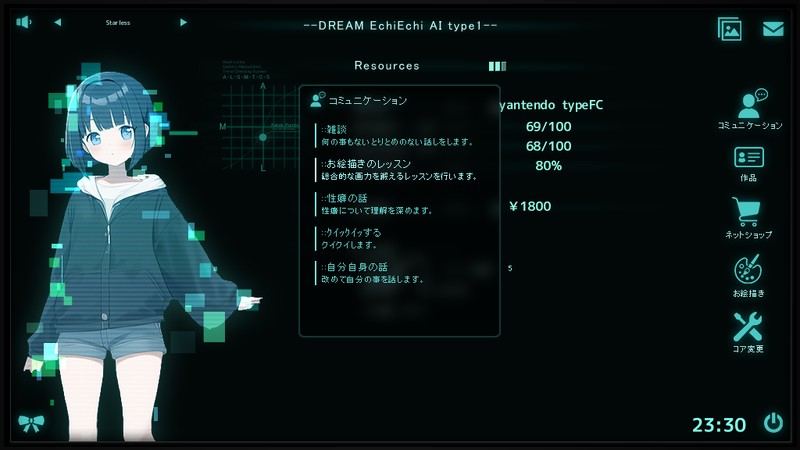 Starless
--DREAM EchiEchi AI type1--
Resources
A
L
コミュニケーション
::雑談
何の事もないとりとめのない話しをします。
::お絵描きのレッスン
総合的な画力を鍛えるレッスンを行います。
::性癖の話
性癖について理解を深めます。
::クイックイッする
クイクイします。
::自分自身の話
改めて自分の事を話します。
yantendo typeFC
69/100
68/100
80%
¥1800
5
コミュニケーション
作品
ネットショップ
お絵描き
コア変更
23:30